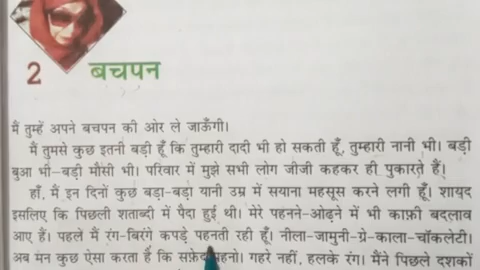 2 बचपन
मैं तुम्हें अपने बचपन की ओर ले जाऊँगी।
मैं तुमसे कुछ इतनी बड़ी हूँ कि तुम्हारी दादी भी हो सकती हूँ, तुम्हारी नानी भी। बड़ी
बुआ भी–बड़ी मौसी भी। परिवार में मुझे सभी लोग जीजी कहकर ही पुकारते हैं।
हाँ, मैं इन दिनों कुछ बड़ा-बड़ा यानी उम्र में सयाना महसूस करने लगी हूँ। शायद
इसलिए कि पिछली शताब्दी में पैदा हुई थी। मेरे पहनने-ओढ़ने में भी काफ़ी बदलाव
आए हैं। पहले मैं रंग-बिरंगे कपड़े पहनती रही हूँ। नीला-जामुनी-ग्रे-काला-चॉकलेटी।
अब मन कुछ ऐसा करता है कि सफ़ेद पहनो। गहरे नहीं, हलके रंग। मैंने पिछले दशकों